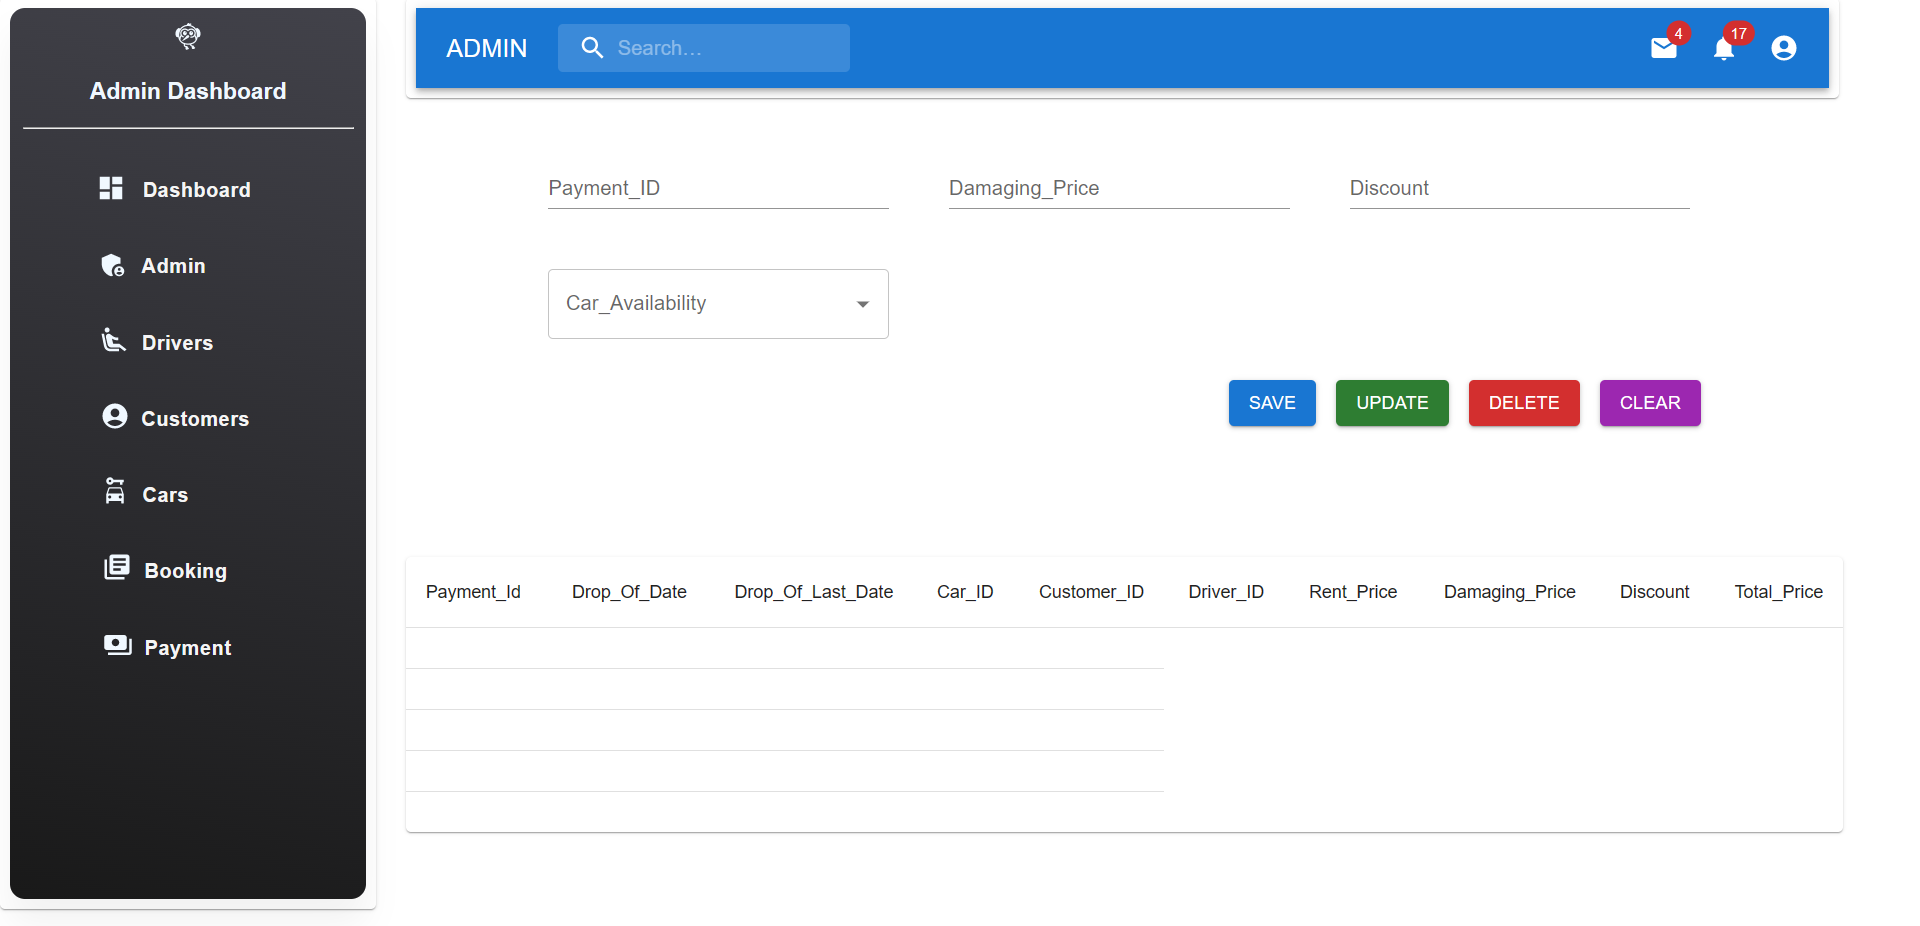 Admin Dashboard
Dashboard
Admin
Drivers
Customers
Cars
Booking
Payment
ADMIN Search... 4 17
Payment_ID Damaging_Price Discount
Car_Availability
SAVE UPDATE DELETE CLEAR
Payment_Id Drop_Of_Date Drop_Of_Last_Date Car_ID Customer_ID Driver_ID Rent_Price Damaging_Price Discount Total_Price